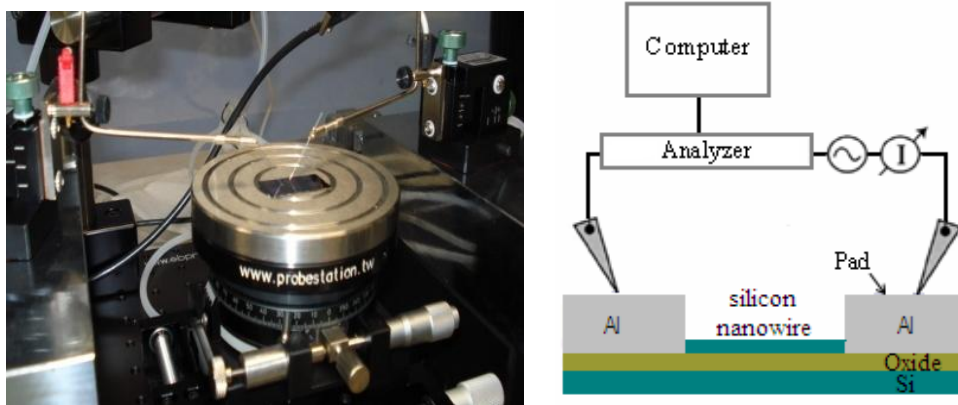 www.probestation.tw
Computer
Analyzer
I
Pad
silicon
nanowire
Al
Al
Oxide
Si